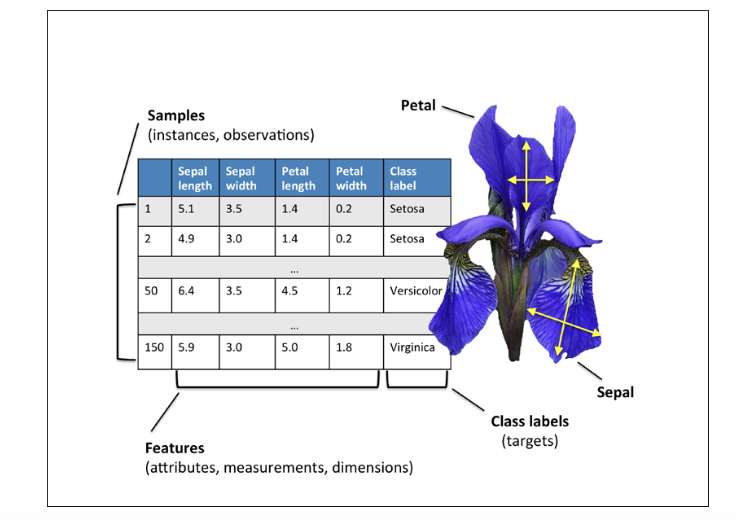 Petal
Samples
(instances, observations)
Sepal length Sepal width Petal length Petal width Class label
1 5.1 3.5 1.4 0.2 Setosa
2 4.9 3.0 1.4 0.2 Setosa
...
50 6.4 3.5 4.5 1.2 Versicolor
...
150 5.9 3.0 5.0 1.8 Virginica
Sepal
Class labels
(targets)
Features
(attributes, measurements, dimensions)